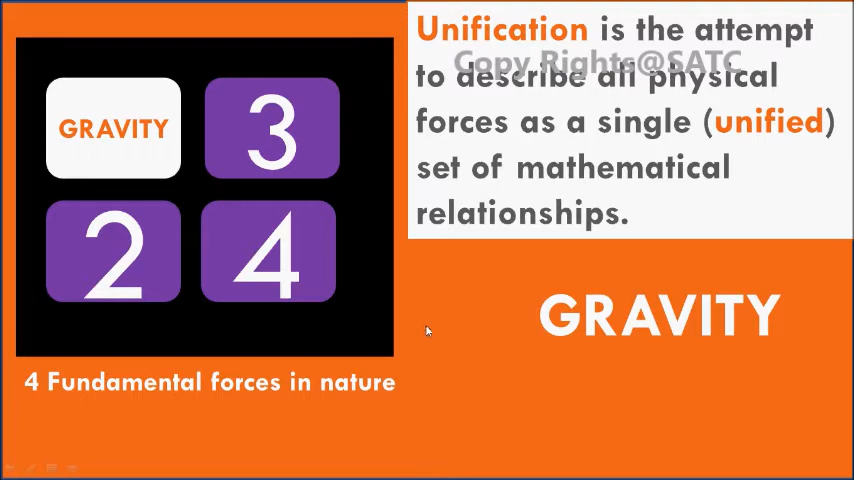 Unification is the attempt
Copy Rights@SATC
to describe all physical
forces as a single (unified)
set of mathematical
relationships.
GRAVITY
3
2
4
GRAVITY
4 Fundamental forces in nature